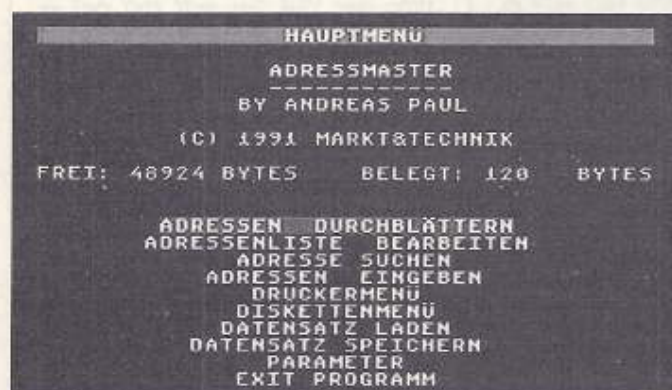 HAUPTMENÜ
ADRESSMASTER
------------
BY ANDREAS PAUL
(C) 1991 MARKT&TECHNIK
FREI: 48924 BYTES BELEGT: 120 BYTES
ADRESSEN DURCHBLÄTTERN
ADRESSENLISTE BEARBEITEN
ADRESSE SUCHEN
ADRESSEN EINGEBEN
DRUCKERMENÜ
DISKETTENMENÜ
DATENSATZ LADEN
DATENSATZ SPEICHERN
PARAMETER
EXIT PROGRAMM